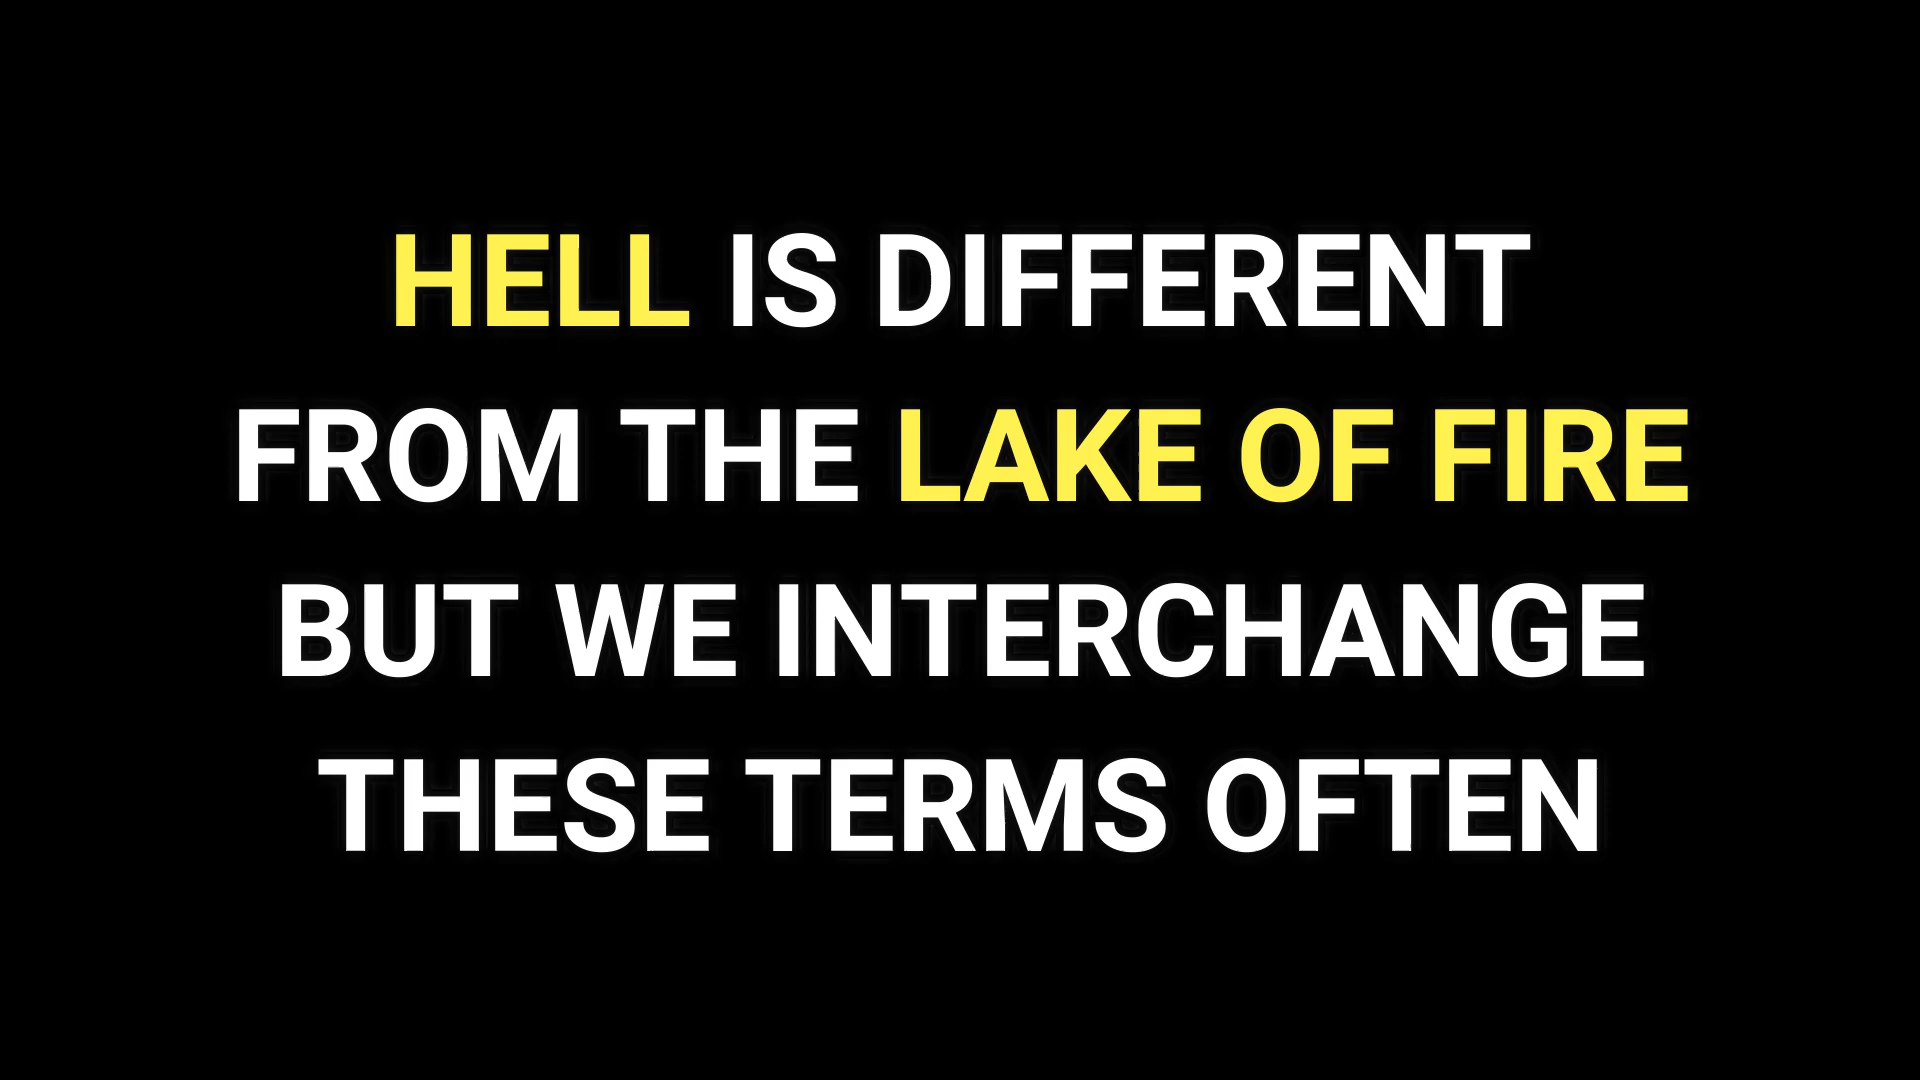 HELL IS DIFFERENT
FROM THE LAKE OF FIRE
BUT WE INTERCHANGE
THESE TERMS OFTEN